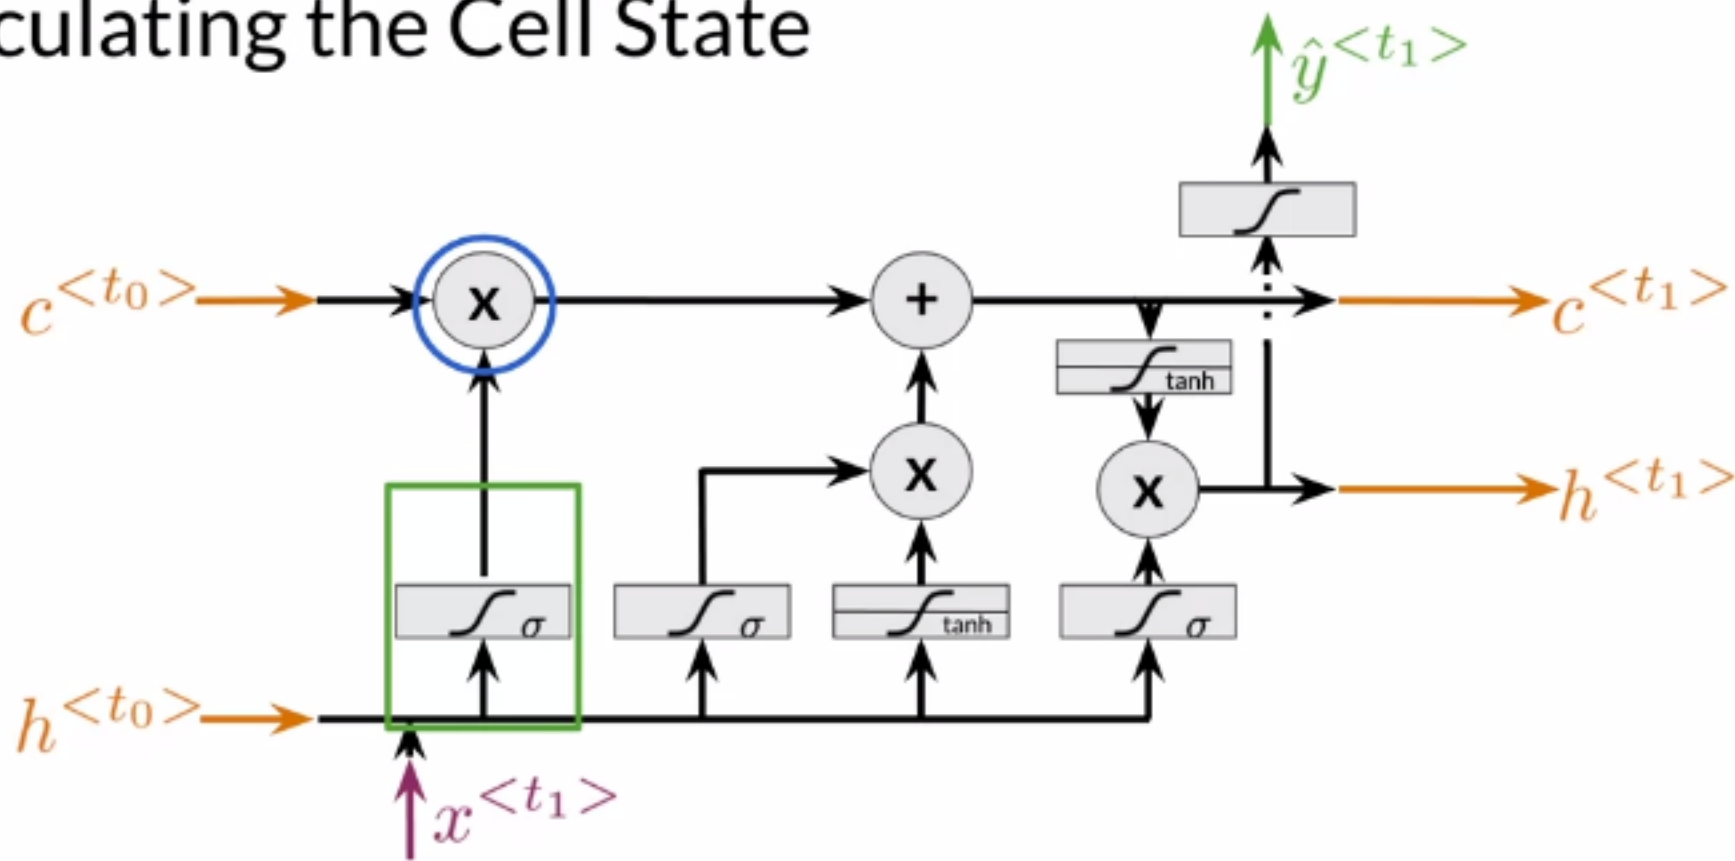 culating the Cell State
ŷ^{<t₁>}
c^{<t₀>}
x
+
c^{<t₁>}
tanh
x
x
h^{<t₁>}
σ
σ
tanh
σ
h^{<t₀>}
x^{<t₁>}